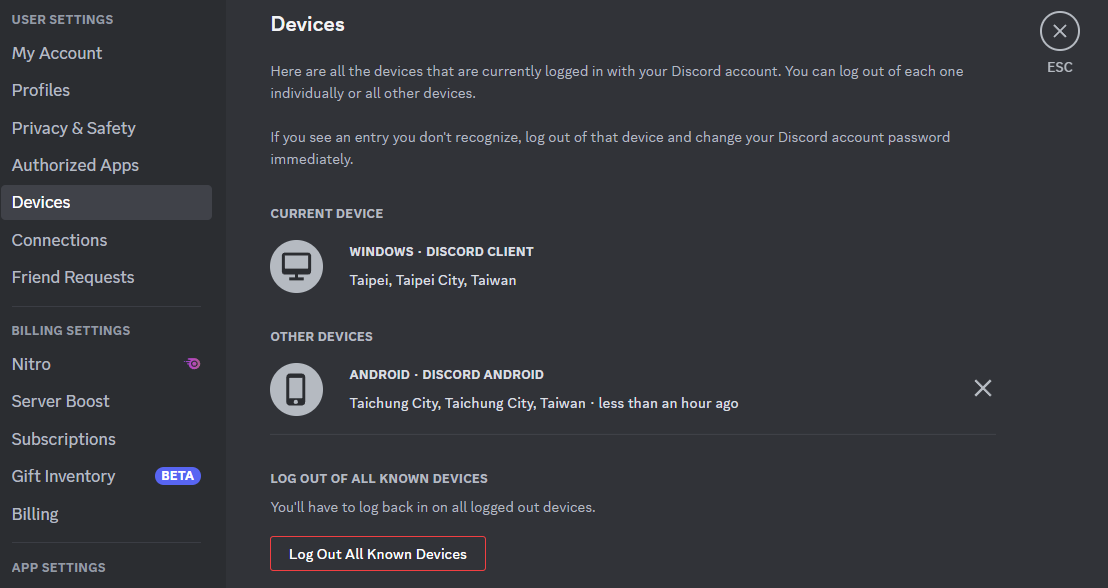 USER SETTINGS
My Account
Profiles
Privacy & Safety
Authorized Apps
Devices
Connections
Friend Requests
BILLING SETTINGS
Nitro
Server Boost
Subscriptions
Gift Inventory BETA
Billing
APP SETTINGS
Devices
Here are all the devices that are currently logged in with your Discord account. You can log out of each one
individually or all other devices.
If you see an entry you don't recognize, log out of that device and change your Discord account password
immediately.
CURRENT DEVICE
WINDOWS · DISCORD CLIENT
Taipei, Taipei City, Taiwan
OTHER DEVICES
ANDROID · DISCORD ANDROID
Taichung City, Taichung City, Taiwan · less than an hour ago
LOG OUT OF ALL KNOWN DEVICES
You'll have to log back in on all logged out devices.
Log Out All Known Devices
ESC